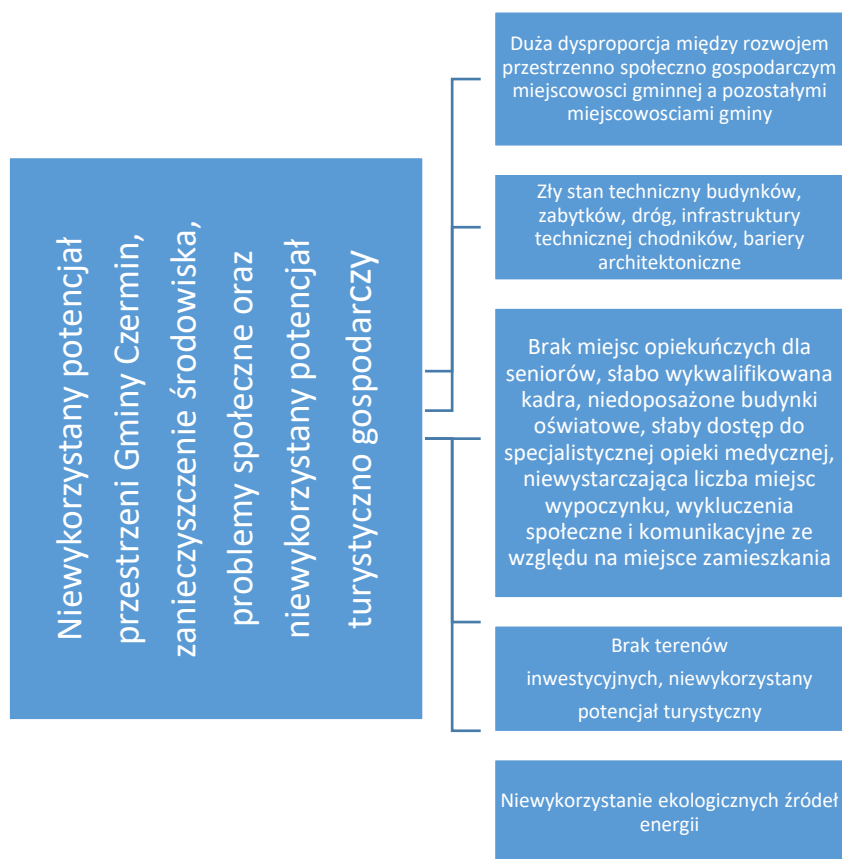 Niewykorzystany potencjał
przestrzeni Gminy Czermin,
zanieczyszczenie środowiska,
problemy społeczne oraz
niewykorzystany potencjał
turystyczno gospodarczy
Duża dysproporcja między rozwojem
przestrzenno społeczno gospodarczym
miejscowosci gminnej a pozostałymi
miejscowosciami gminy
Zły stan techniczny budynków,
zabytków, dróg, infrastruktury
technicznej chodników, bariery
architektoniczne
Brak miejsc opiekuńczych dla
seniorów, słabo wykwalifikowana
kadra, niedoposażone budynki
oświatowe, słaby dostęp do
specjalistycznej opieki medycznej,
niewystarczająca liczba miejsc
wypoczynku, wykluczenia
społeczne i komunikacyjne ze
względu na miejsce zamieszkania
Brak terenów
inwestycyjnych, niewykorzystany
potencjał turystyczny
Niewykorzystanie ekologicznych źródeł
energii